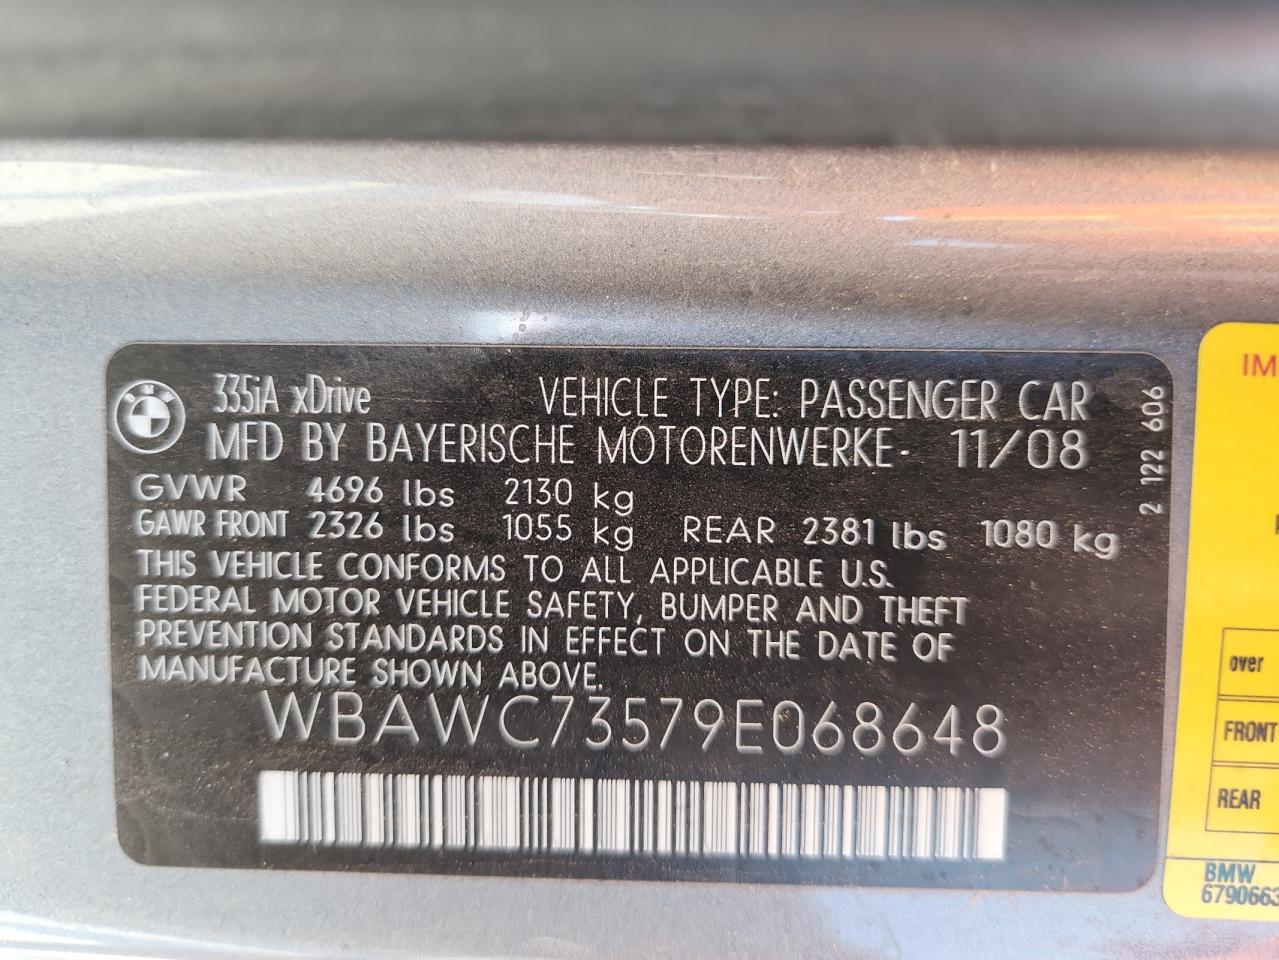 335iA xDrive VEHICLE TYPE: PASSENGER CAR
MFD BY BAYERISCHE MOTORENWERKE- 11/08
GVWR 4696 lbs 2130 kg
GAWR FRONT 2326 lbs 1055 kg REAR 2381 lbs 1080 kg
THIS VEHICLE CONFORMS TO ALL APPLICABLE U.S.
FEDERAL MOTOR VEHICLE SAFETY, BUMPER AND THEFT
PREVENTION STANDARDS IN EFFECT ON THE DATE OF
MANUFACTURE SHOWN ABOVE.
WBAWC73579E068648
2 122 606
IM
over
FRONT
REAR
BMW
6790663